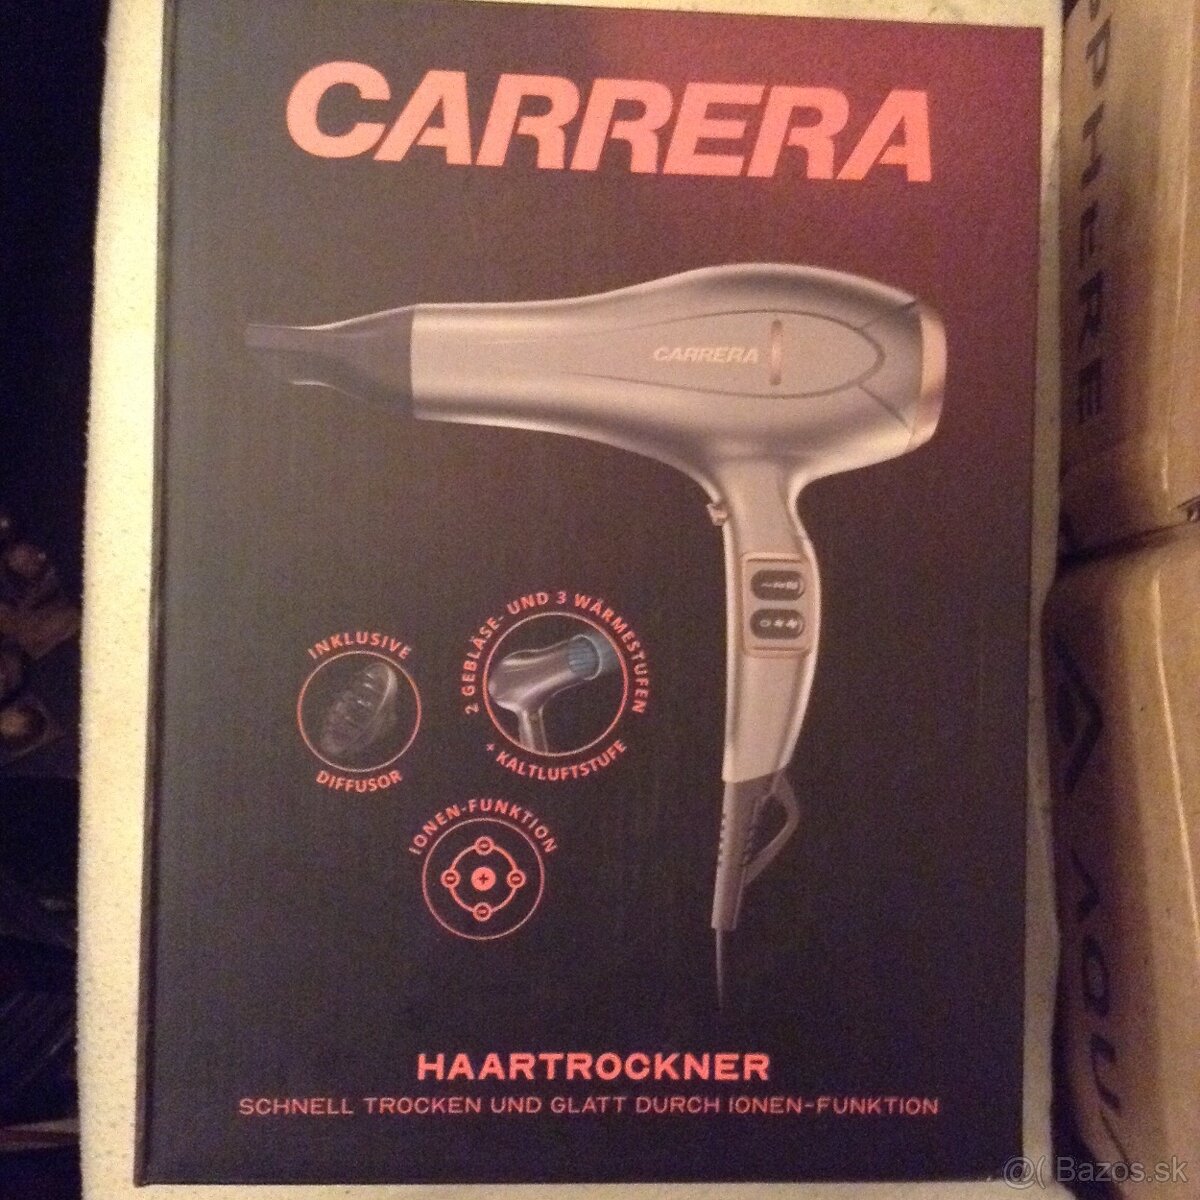 CARRERA
CARRERA
INKLUSIVE
DIFFUSOR
2 GEBLÄSE- UND 3 WÄRMESTUFEN
+ KALTLUFTSTUFE
IONEN-FUNKTION
HAARTROCKNER
SCHNELL TROCKEN UND GLATT DURCH IONEN-FUNKTION
PHERE
@( Bazos.sk